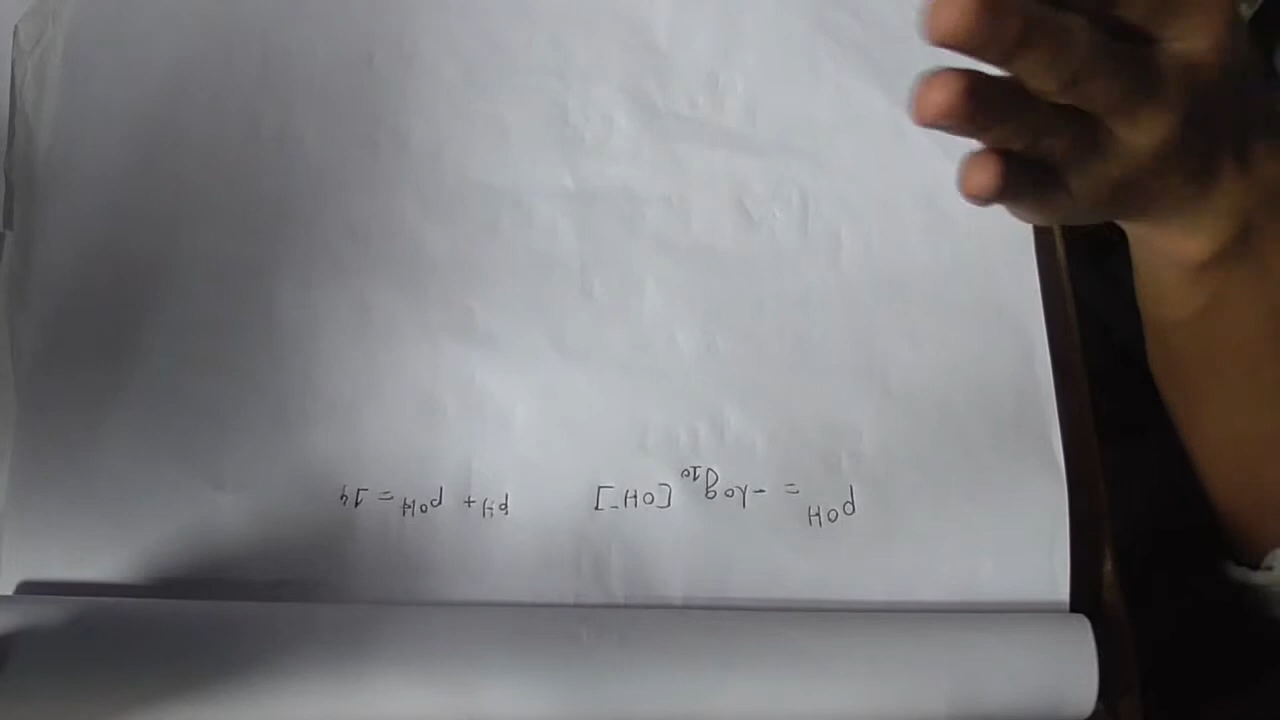 pOH = -log₁₀ [OH⁻] pH + pOH = 14